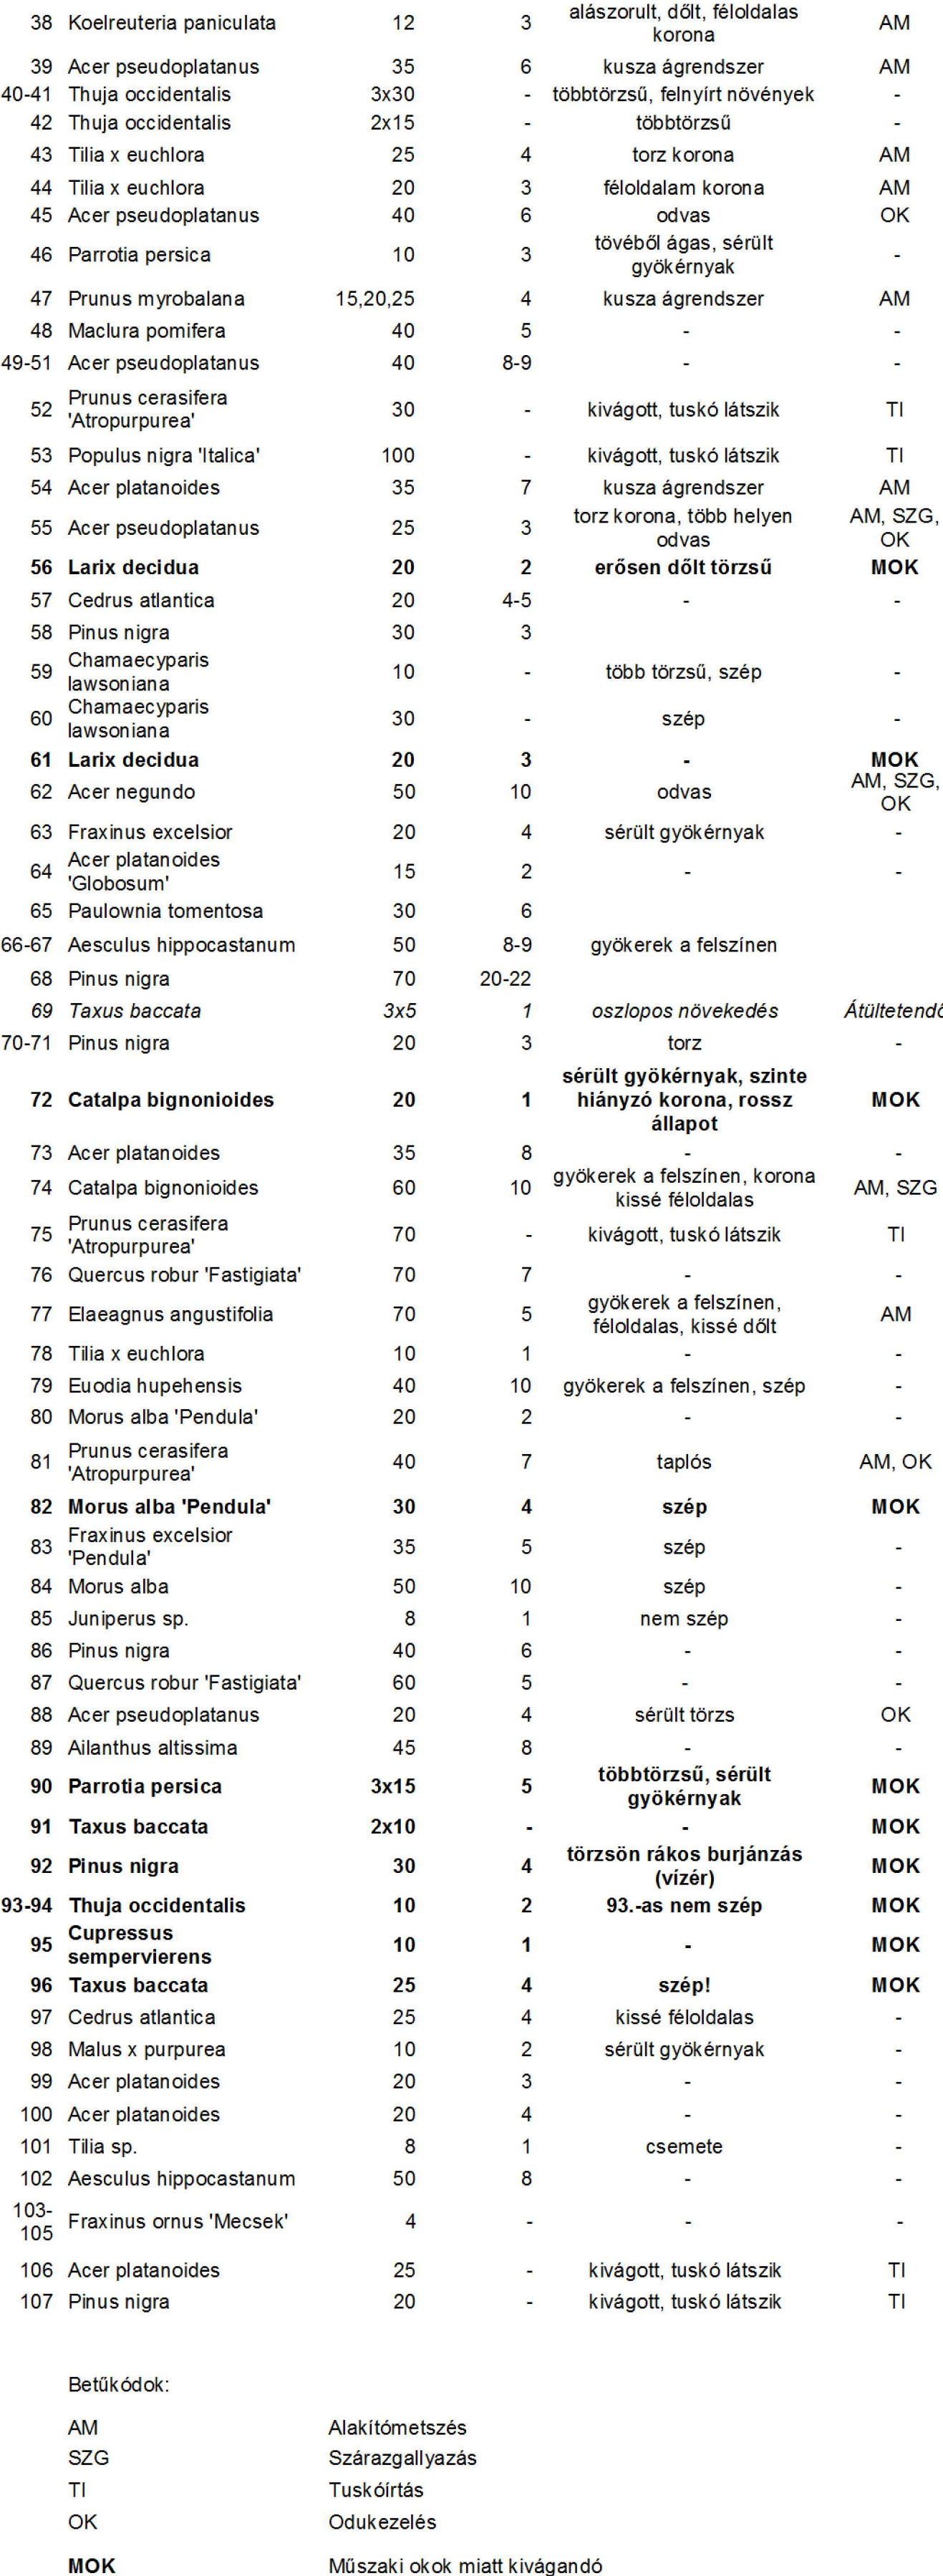 38 Koelreuteria paniculata 12 3 alászorult, dőlt, féloldalas korona AM
39 Acer pseudoplatanus 35 6 kusza ágrendszer AM
40-41 Thuja occidentalis 3x30 - többtörzsű, felnyírt növények -
42 Thuja occidentalis 2x15 - többtörzsű -
43 Tilia x euchlora 25 4 torz korona AM
44 Tilia x euchlora 20 3 féloldalam korona AM
45 Acer pseudoplatanus 40 6 odvas OK
46 Parrotia persica 10 3 tövéből ágas, sérült gyökérnyak -
47 Prunus myrobalana 15,20,25 4 kusza ágrendszer AM
48 Maclura pomifera 40 5 - -
49-51 Acer pseudoplatanus 40 8-9 - -
52 Prunus cerasifera 'Atropurpurea' 30 - kivágott, tuskó látszik TI
53 Populus nigra 'Italica' 100 - kivágott, tuskó látszik TI
54 Acer platanoides 35 7 kusza ágrendszer AM
55 Acer pseudoplatanus 25 3 torz korona, több helyen odvas AM, SZG, OK
56 Larix decidua 20 2 erősen dőlt törzsű MOK
57 Cedrus atlantica 20 4-5 - -
58 Pinus nigra 30 3
59 Chamaecyparis lawsoniana 10 - több törzsű, szép -
60 Chamaecyparis lawsoniana 30 - szép -
61 Larix decidua 20 3 - MOK
62 Acer negundo 50 10 odvas AM, SZG, OK
63 Fraxinus excelsior 20 4 sérült gyökérnyak -
64 Acer platanoides 'Globosum' 15 2 - -
65 Paulownia tomentosa 30 6
66-67 Aesculus hippocastanum 50 8-9 gyökerek a felszínen
68 Pinus nigra 70 20-22
69 Taxus baccata 3x5 1 oszlopos növekedés Átültetendő
70-71 Pinus nigra 20 3 torz -
72 Catalpa bignonioides 20 1 sérült gyökérnyak, szinte hiányzó korona, rossz állapot MOK
73 Acer platanoides 35 8 - -
74 Catalpa bignonioides 60 10 gyökerek a felszínen, korona kissé féloldalas AM, SZG
75 Prunus cerasifera 'Atropurpurea' 70 - kivágott, tuskó látszik TI
76 Quercus robur 'Fastigiata' 70 7 - -
77 Elaeagnus angustifolia 70 5 gyökerek a felszínen, féloldalas, kissé dőlt AM
78 Tilia x euchlora 10 1 - -
79 Euodia hupehensis 40 10 gyökerek a felszínen, szép -
80 Morus alba 'Pendula' 20 2 - -
81 Prunus cerasifera 'Atropurpurea' 40 7 taplós AM, OK
82 Morus alba 'Pendula' 30 4 szép MOK
83 Fraxinus excelsior 'Pendula' 35 5 szép -
84 Morus alba 50 10 szép -
85 Juniperus sp. 8 1 nem szép -
86 Pinus nigra 40 6 - -
87 Quercus robur 'Fastigiata' 60 5 - -
88 Acer pseudoplatanus 20 4 sérült törzs OK
89 Ailanthus altissima 45 8 - -
90 Parrotia persica 3x15 5 többtörzsű, sérült gyökérnyak MOK
91 Taxus baccata 2x10 - - MOK
92 Pinus nigra 30 4 törzsön rákos burjánzás (vízér) MOK
93-94 Thuja occidentalis 10 2 93.-as nem szép MOK
95 Cupressus sempervierens 10 1 - MOK
96 Taxus baccata 25 4 szép! MOK
97 Cedrus atlantica 25 4 kissé féloldalas -
98 Malus x purpurea 10 2 sérült gyökérnyak -
99 Acer platanoides 20 3 - -
100 Acer platanoides 20 4 - -
101 Tilia sp. 8 1 csemete -
102 Aesculus hippocastanum 50 8 - -
103-105 Fraxinus ornus 'Mecsek' 4 - - -
106 Acer platanoides 25 - kivágott, tuskó látszik TI
107 Pinus nigra 20 - kivágott, tuskó látszik TI
Betűkódok:
AM Alakítómetszés
SZG Szárazgallyazás
TI Tuskóírtás
OK Odukezelés
MOK Műszaki okok miatt kivágandó